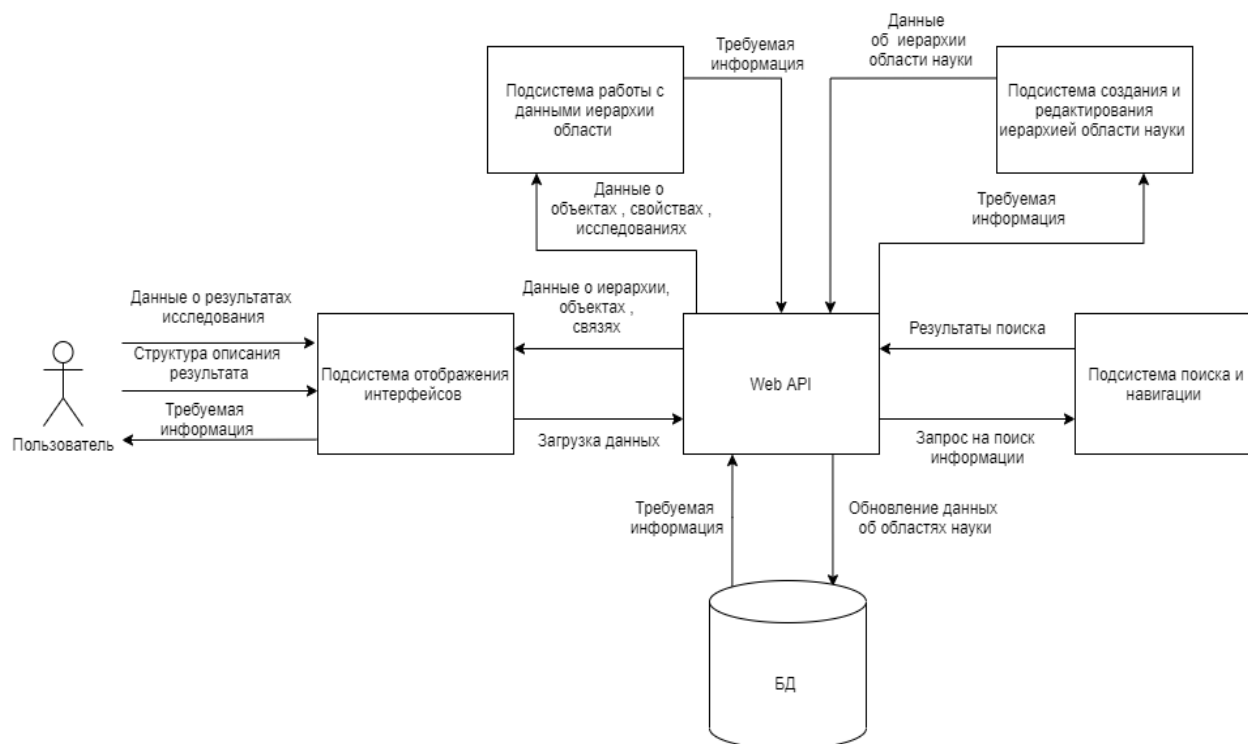 Требуемая
информация
Данные
об иерархии
области науки
Подсистема работы с
данными иерархии
области
Подсистема создания и
редактирования
иерархией области науки
Данные о
объектах , свойствах ,
исследованиях
Требуемая
информация
Данные о результатах
исследования
Структура описания
результата
Требуемая
информация
Пользователь
Подсистема отображения
интерфейсов
Данные о иерархии,
объектах ,
связях
Загрузка данных
Web API
Результаты поиска
Запрос на поиск
информации
Подсистема поиска и
навигации
Требуемая
информация
Обновление данных
об областях науки
БД